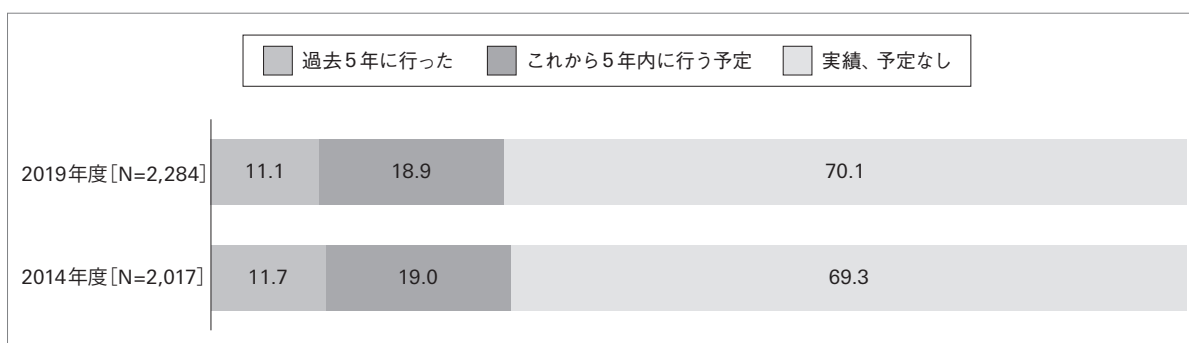 過去5年に行った これから5年内に行う予定 実績、予定なし
2019年度[N=2,284] 11.1 18.9 70.1
2014年度[N=2,017] 11.7 19.0 69.3